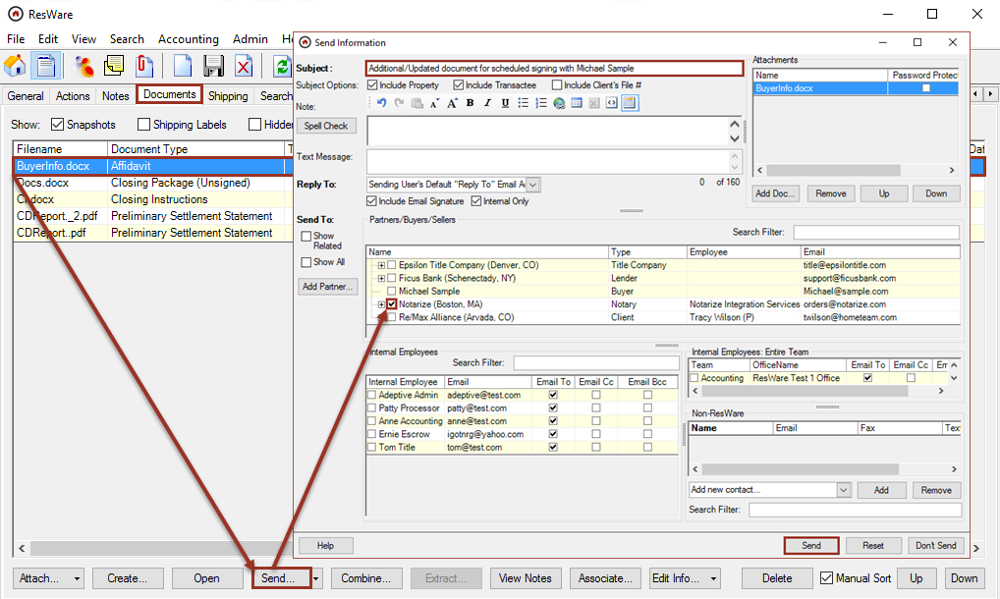 ResWare
File Edit View Search Accounting Admin
General Actions Notes Documents Shipping Search
Show: Snapshots Shipping Labels Hidden
Filename Document Type
BuyerInfo.docx Affidavit
Docs.docx Closing Package (Unsigned)
CI.docx Closing Instructions
CDReport._2.pdf Preliminary Settlement Statement
CDReport..pdf Preliminary Settlement Statement
Attach... Create... Open Send... Combine... Extract... View Notes Associate... Edit Info... Delete Manual Sort Up Down
Send Information
Subject: Additional/Updated document for scheduled signing with Michael Sample
Subject Options: Include Property Include Transactee Include Client's File #
Note:
Spell Check
Text Message:
0 of 160
Reply To: Sending User's Default "Reply To" Email A
Include Email Signature Internal Only
Attachments
Name Password Protec
BuyerInfo.docx
Add Doc... Remove Up Down
Send To:
Show Related
Show All
Add Partner...
Partners/Buyers/Sellers
Search Filter:
Name Type Employee Email
Epsilon Title Company (Denver, CO) Title Company title@epsilontitle.com
Ficus Bank (Schenectady, NY) Lender support@ficusbank.com
Michael Sample Buyer Michael@sample.com
Notarize (Boston, MA) Notary Notarize Integration Services orders@notarize.com
Re/Max Alliance (Arvada, CO) Client Tracy Wilson (P) twilson@hometeam.com
Internal Employees
Search Filter:
Internal Employee Email Email To Email Cc Email Bcc
Adeptive Admin adeptive@test.com
Patty Processor patty@test.com
Anne Accounting anne@test.com
Ernie Escrow igotnrg@yahoo.com
Tom Title tom@test.com
Internal Employees: Entire Team
Team OfficeName Email To Email Cc Em
Accounting ResWare Test 1 Office
Non-ResWare
Name Email Fax Tex
Add new contact... Add Remove
Search Filter:
Help Send Reset Don't Send